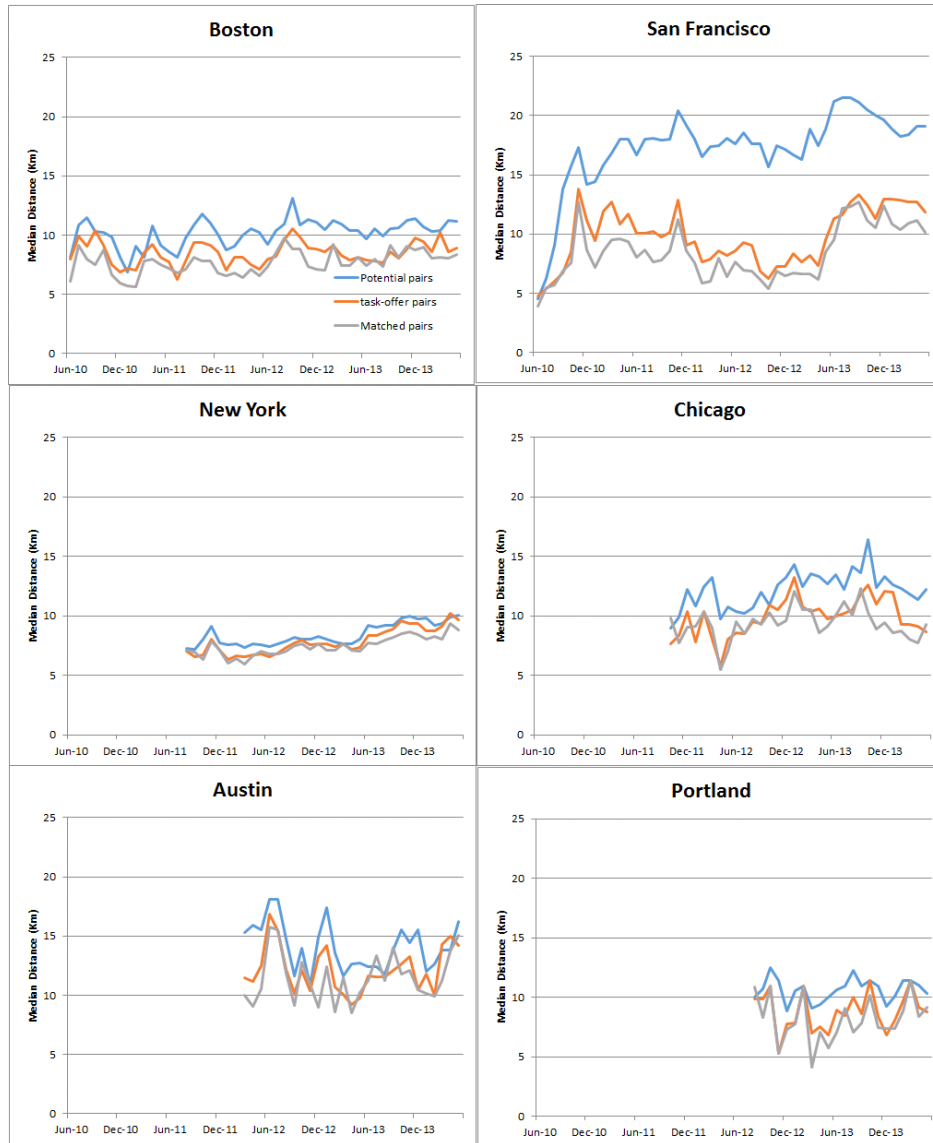 Boston
25
20
15
10
5
0
Median Distance (Km)
Potential pairs
task-offer pairs
Matched pairs
Jun-10 Dec-10 Jun-11 Dec-11 Jun-12 Dec-12 Jun-13 Dec-13
San Francisco
25
20
15
10
5
0
Median Distance (Km)
Jun-10 Dec-10 Jun-11 Dec-11 Jun-12 Dec-12 Jun-13 Dec-13
New York
25
20
15
10
5
0
Median Distance (Km)
Jun-10 Dec-10 Jun-11 Dec-11 Jun-12 Dec-12 Jun-13 Dec-13
Chicago
25
20
15
10
5
0
Median Distance (Km)
Jun-10 Dec-10 Jun-11 Dec-11 Jun-12 Dec-12 Jun-13 Dec-13
Austin
25
20
15
10
5
0
Median Distance (Km)
Jun-10 Dec-10 Jun-11 Dec-11 Jun-12 Dec-12 Jun-13 Dec-13
Portland
25
20
15
10
5
0
Median Distance (Km)
Jun-10 Dec-10 Jun-11 Dec-11 Jun-12 Dec-12 Jun-13 Dec-13